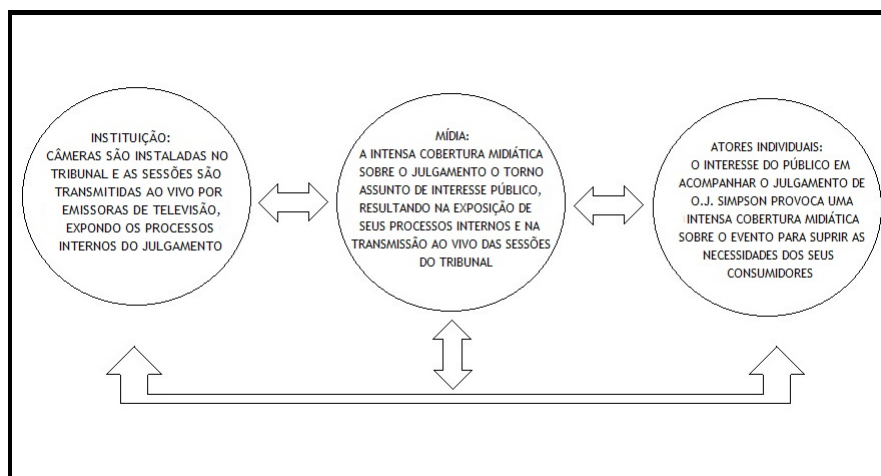 INSTITUIÇÃO:
CÂMERAS SÃO INSTALADAS NO
TRIBUNAL E AS SESSÕES SÃO
TRANSMITIDAS AO VIVO POR
EMISSORAS DE TELEVISÃO,
EXPONDO OS PROCESSOS
INTERNOS DO JULGAMENTO
MÍDIA:
A INTENSA COBERTURA MIDIÁTICA
SOBRE O JULGAMENTO O TORNO
ASSUNTO DE INTERESSE PÚBLICO,
RESULTANDO NA EXPOSIÇÃO DE
SEUS PROCESSOS INTERNOS E NA
TRANSMISSÃO AO VIVO DAS SESSÕES
DO TRIBUNAL
ATORES INDIVIDUAIS:
O INTERESSE DO PÚBLICO EM
ACOMPANHAR O JULGAMENTO DE
O.J. SIMPSON PROVOCA UMA
INTENSA COBERTURA MIDIÁTICA
SOBRE O EVENTO PARA SUPRIR AS
NECESSIDADES DOS SEUS
CONSUMIDORES